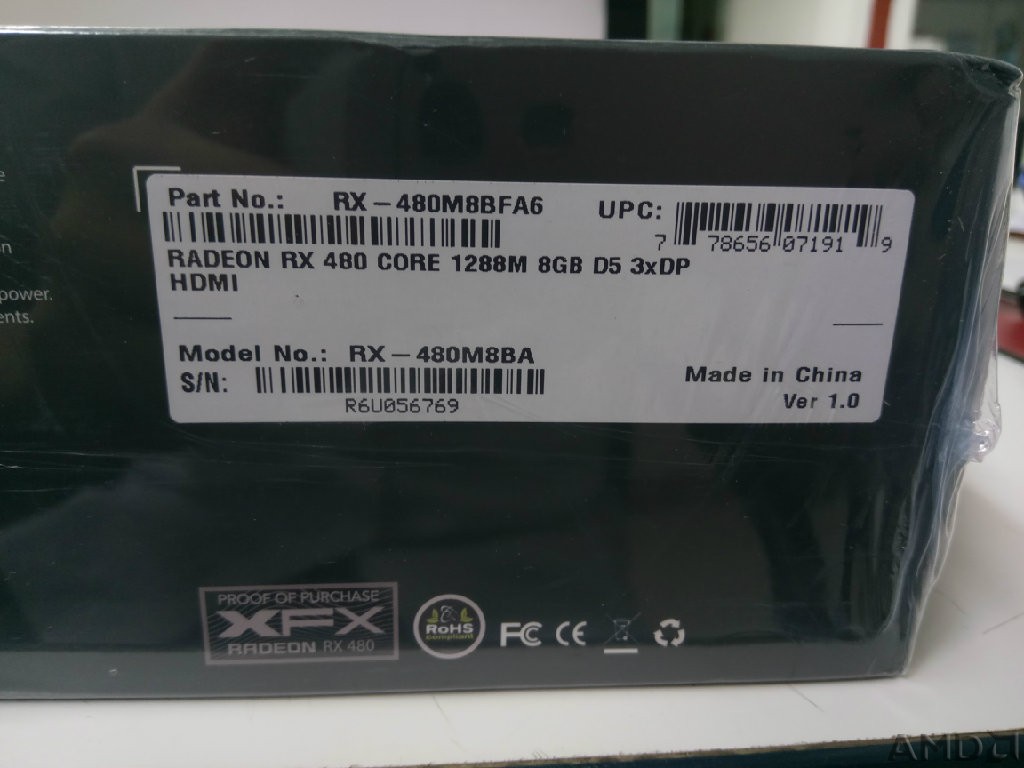 Part No.: RX-480M8BFA6 UPC:
7 78656 07191 9
RADEON RX 480 CORE 1288M 8GB D5 3xDP
HDMI
power.
Model No.: RX-480M8BA
S/N:
R6U056769
Made in China
Ver 1.0
PROOF OF PURCHASE
XFX
RADEON RX 480
RoHS
compliant
FC CE